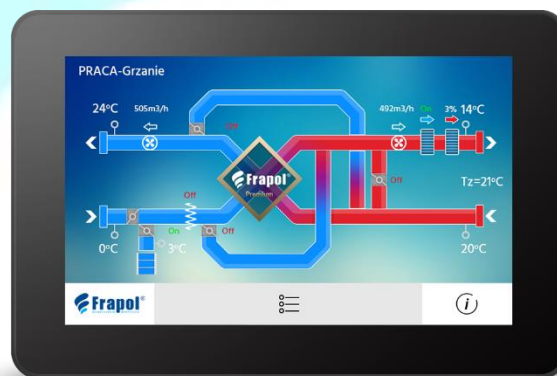 PRACA-Grzanie
24°C 505m3/h 492m3/h On 3% 14°C
Off
Frapol®
Premium
Off
Tz=21°C
Off
On
Off
0°C 3°C 20°C
Frapol®